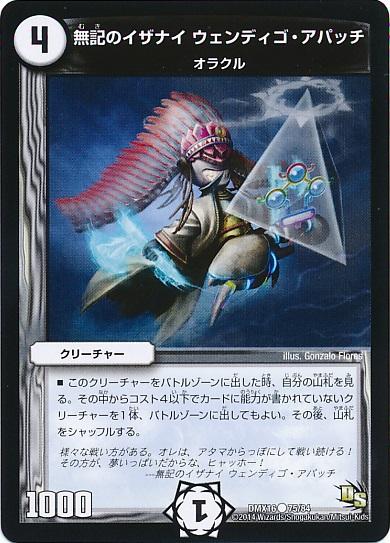 4
無記のイザナイ ウェンディゴ・アパッチ
オラクル
illus. Gonzalo Flores
クリーチャー
■ このクリーチャーをバトルゾーンに出した時、自分の山札を見
る。その中からコスト4以下でカードに能力が書かれていない
クリーチャーを1体、バトルゾーンに出してもよい。その後、山札
をシャッフルする。
様々な戦い方がある。オレは、アタマからっぽにして戦い続ける!
その方が、夢いっぱいだからな、ヒャッホー!
---無記のイザナイ ウェンディゴ・アパッチ
1000
1
DMX16 75/84
©2014 Wizards/Shogakukan/Mitsui-Kids
DS